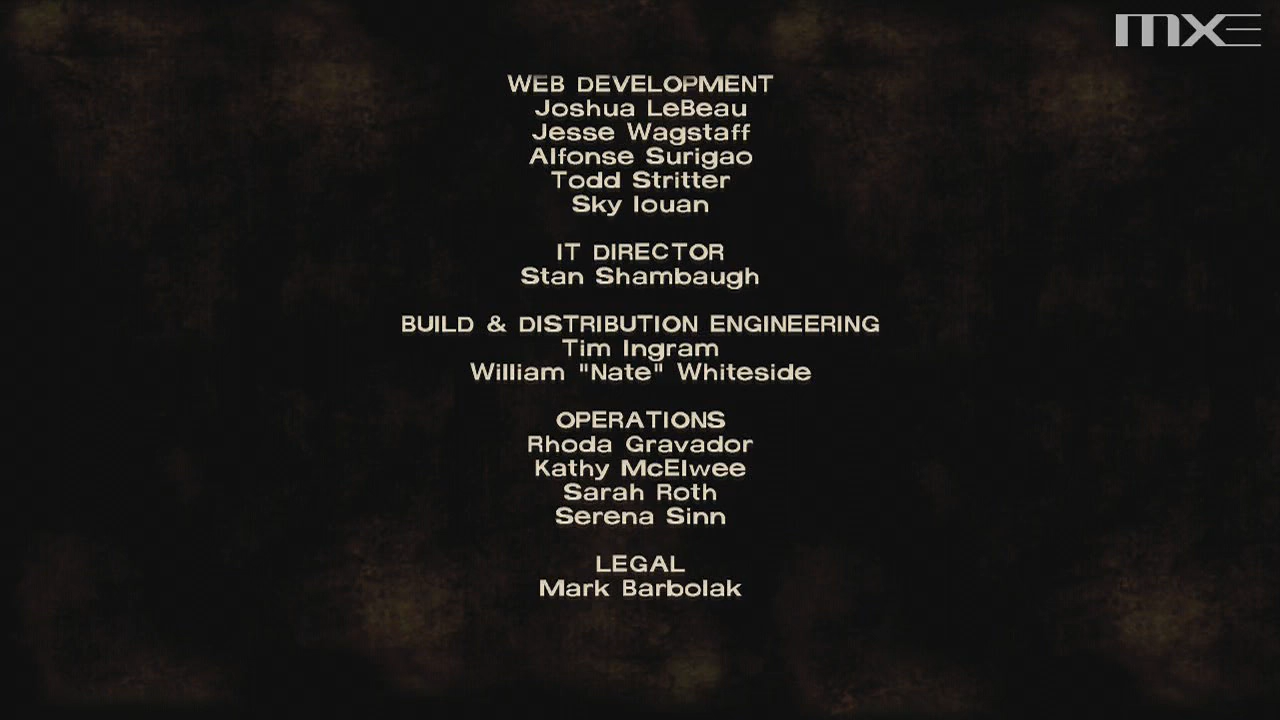 MXE
WEB DEVELOPMENT
Joshua LeBeau
Jesse Wagstaff
Alfonse Surigao
Todd Stritter
Sky Iouan
IT DIRECTOR
Stan Shambaugh
BUILD & DISTRIBUTION ENGINEERING
Tim Ingram
William "Nate" Whiteside
OPERATIONS
Rhoda Gravador
Kathy McElwee
Sarah Roth
Serena Sinn
LEGAL
Mark Barbolak